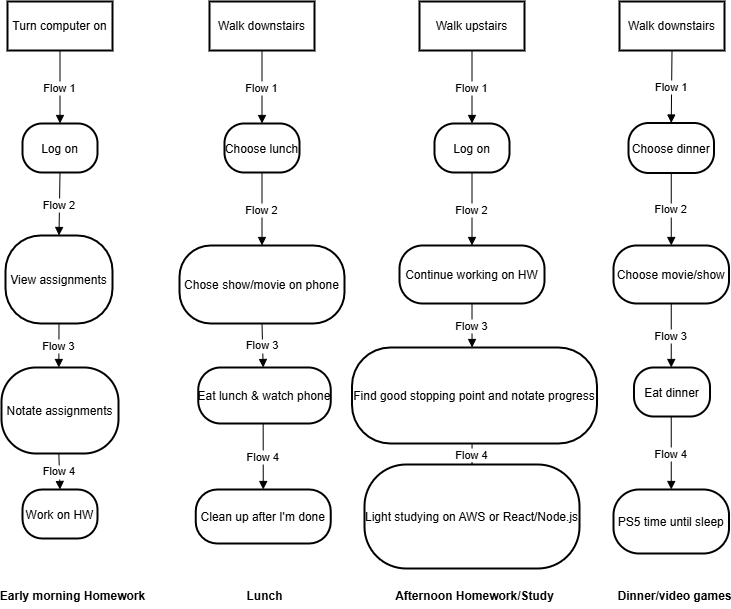 Turn computer on
Flow 1
Log on
Flow 2
View assignments
Flow 3
Notate assignments
Flow 4
Work on HW
Early morning Homework
Walk downstairs
Flow 1
Choose lunch
Flow 2
Chose show/movie on phone
Flow 3
Eat lunch & watch phone
Flow 4
Clean up after I'm done
Lunch
Walk upstairs
Flow 1
Log on
Flow 2
Continue working on HW
Flow 3
Find good stopping point and notate progress
Flow 4
Light studying on AWS or React/Node.js
Afternoon Homework/Study
Walk downstairs
Flow 1
Choose dinner
Flow 2
Choose movie/show
Flow 3
Eat dinner
Flow 4
PS5 time until sleep
Dinner/video games